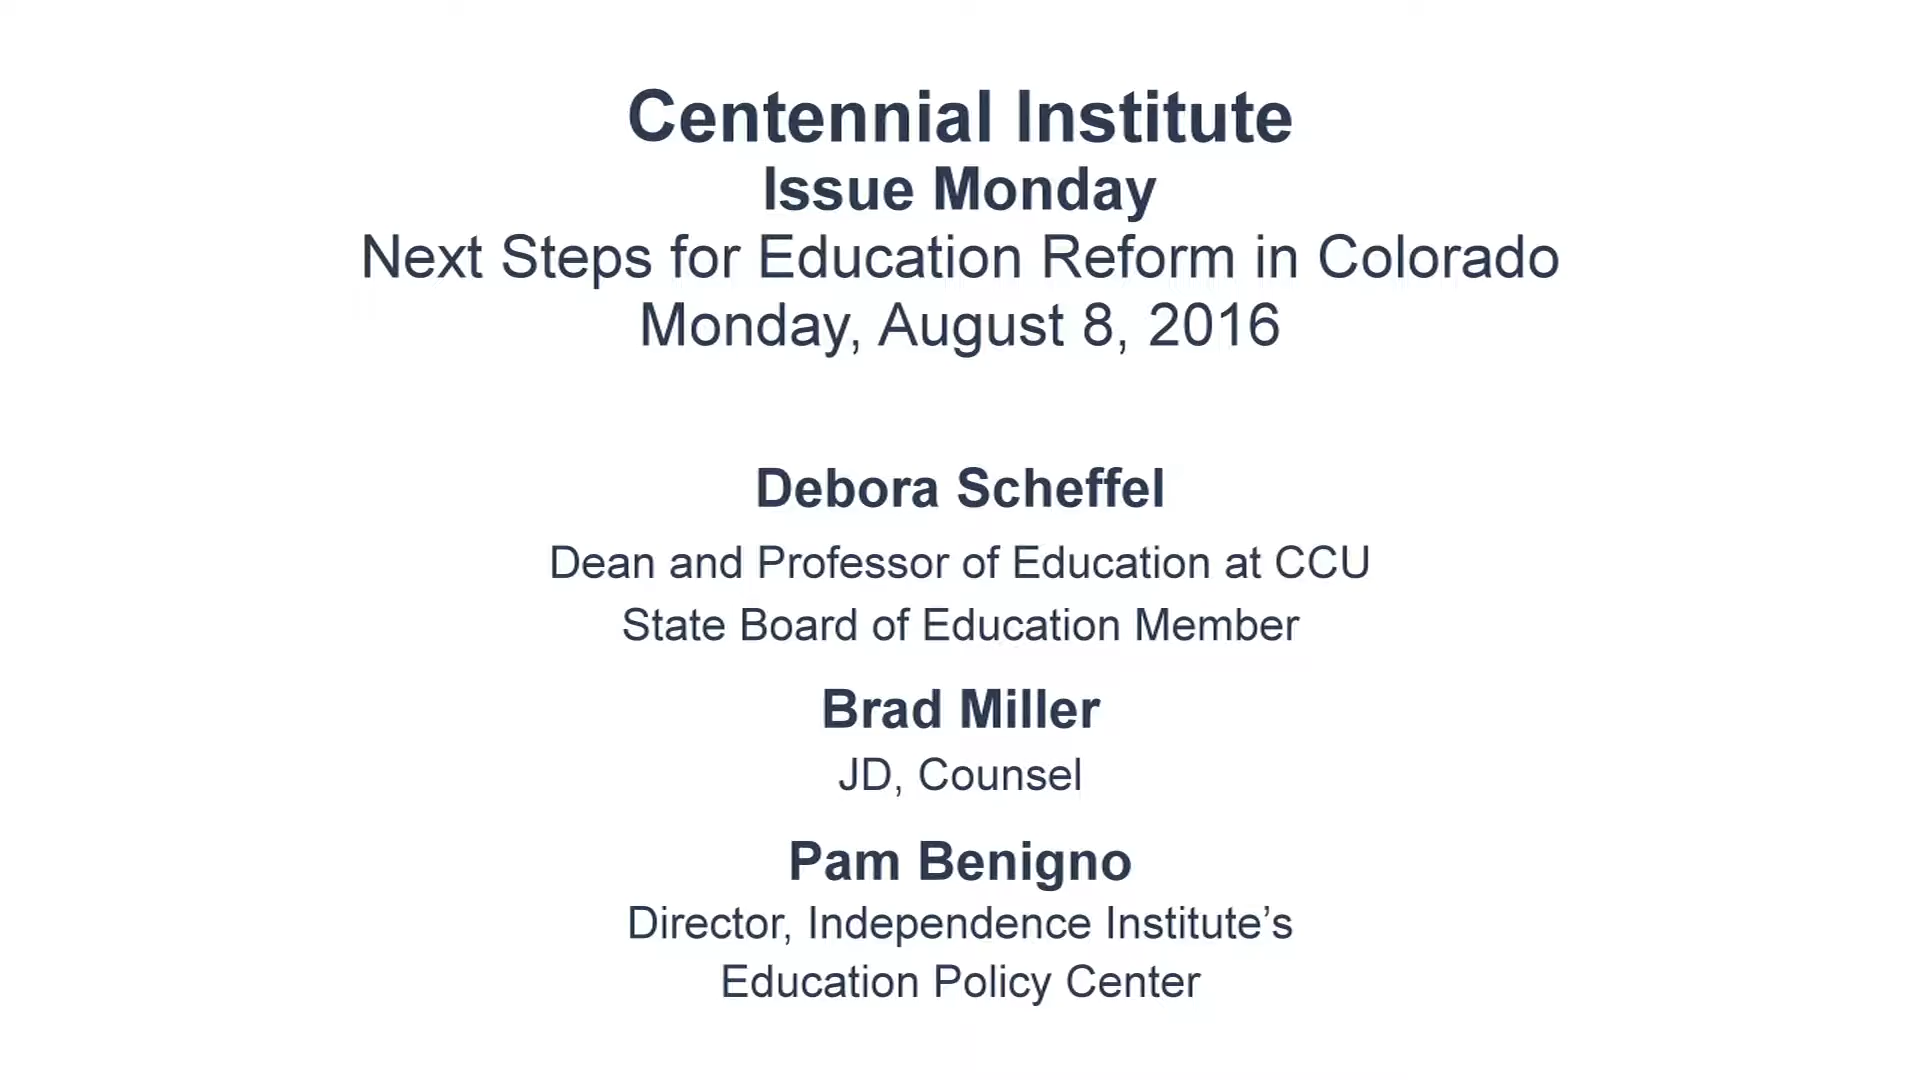 Centennial Institute
Issue Monday
Next Steps for Education Reform in Colorado
Monday, August 8, 2016
Debora Scheffel
Dean and Professor of Education at CCU
State Board of Education Member
Brad Miller
JD, Counsel
Pam Benigno
Director, Independence Institute’s
Education Policy Center